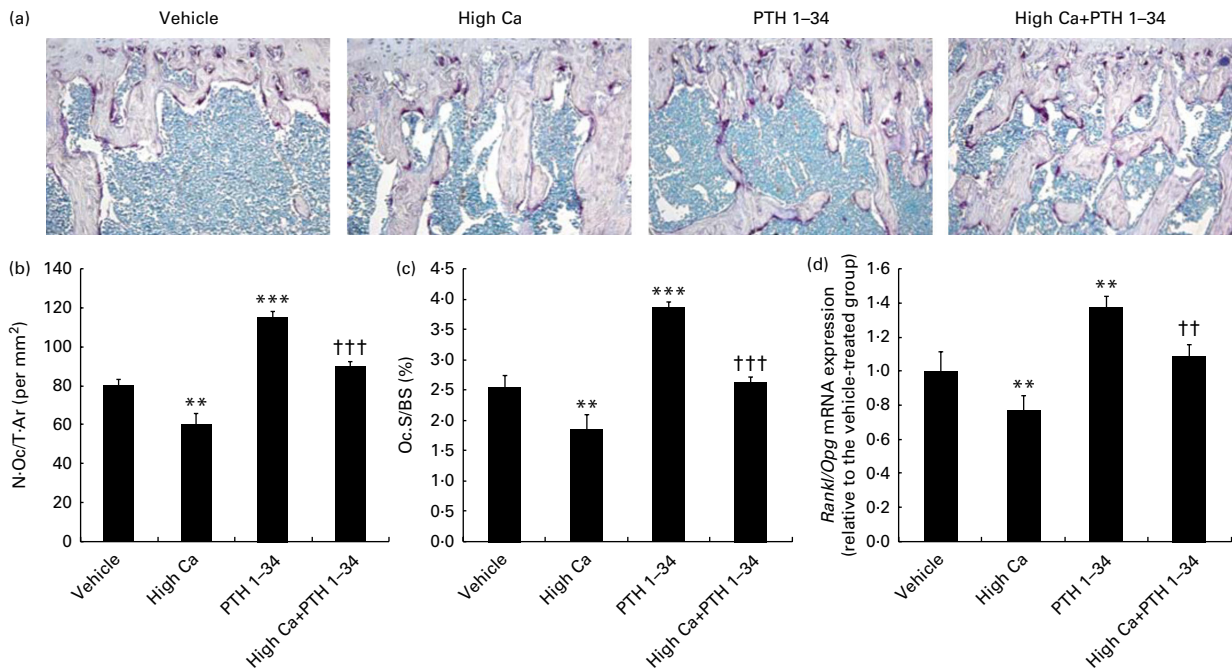 (a)
Vehicle
High Ca
PTH 1–34
High Ca+PTH 1–34
(b)
N·Oc/T·Ar (per mm²)
140
120
100
80
60
40
20
0
***
†††
**
Vehicle
High Ca
PTH 1–34
High Ca+PTH 1–34
(c)
Oc.S/BS (%)
4·5
4·0
3·5
3·0
2·5
2·0
1·5
1·0
0·5
0·0
***
†††
**
Vehicle
High Ca
PTH 1–34
High Ca+PTH 1–34
(d)
Rankl/Opg mRNA expression
(relative to the vehicle-treated group)
1·6
1·4
1·2
1·0
0·8
0·6
0·4
0·2
0·0
**
††
**
Vehicle
High Ca
PTH 1–34
High Ca+PTH 1–34